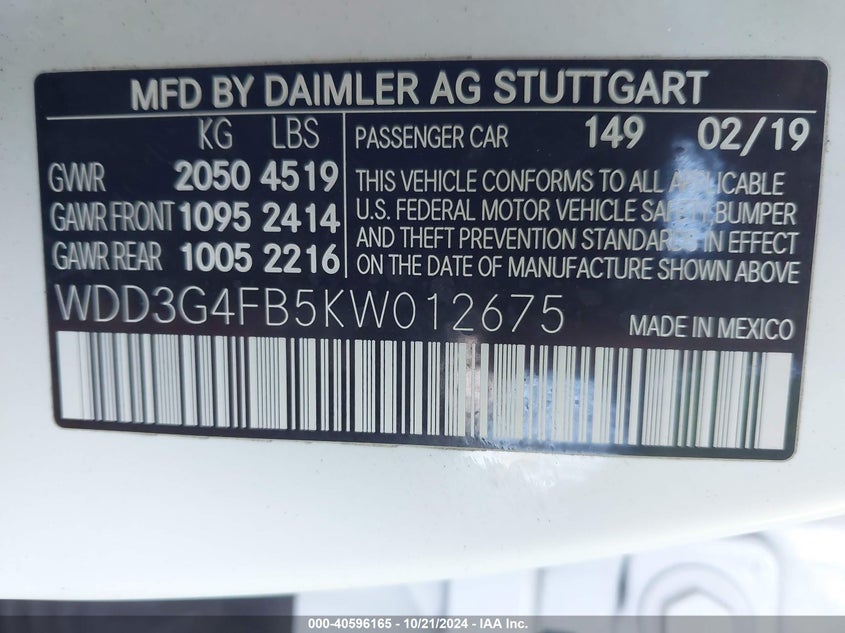 MFD BY DAIMLER AG STUTTGART
KG LBS
GVWR 2050 4519
GAWR FRONT 1095 2414
GAWR REAR 1005 2216
PASSENGER CAR 149 02/19
THIS VEHICLE CONFORMS TO ALL APPLICABLE
U.S. FEDERAL MOTOR VEHICLE SAFETY, BUMPER
AND THEFT PREVENTION STANDARDS IN EFFECT
ON THE DATE OF MANUFACTURE SHOWN ABOVE
WDD3G4FB5KW012675
MADE IN MEXICO
000-40596165 - 10/21/2024 - IAA Inc.